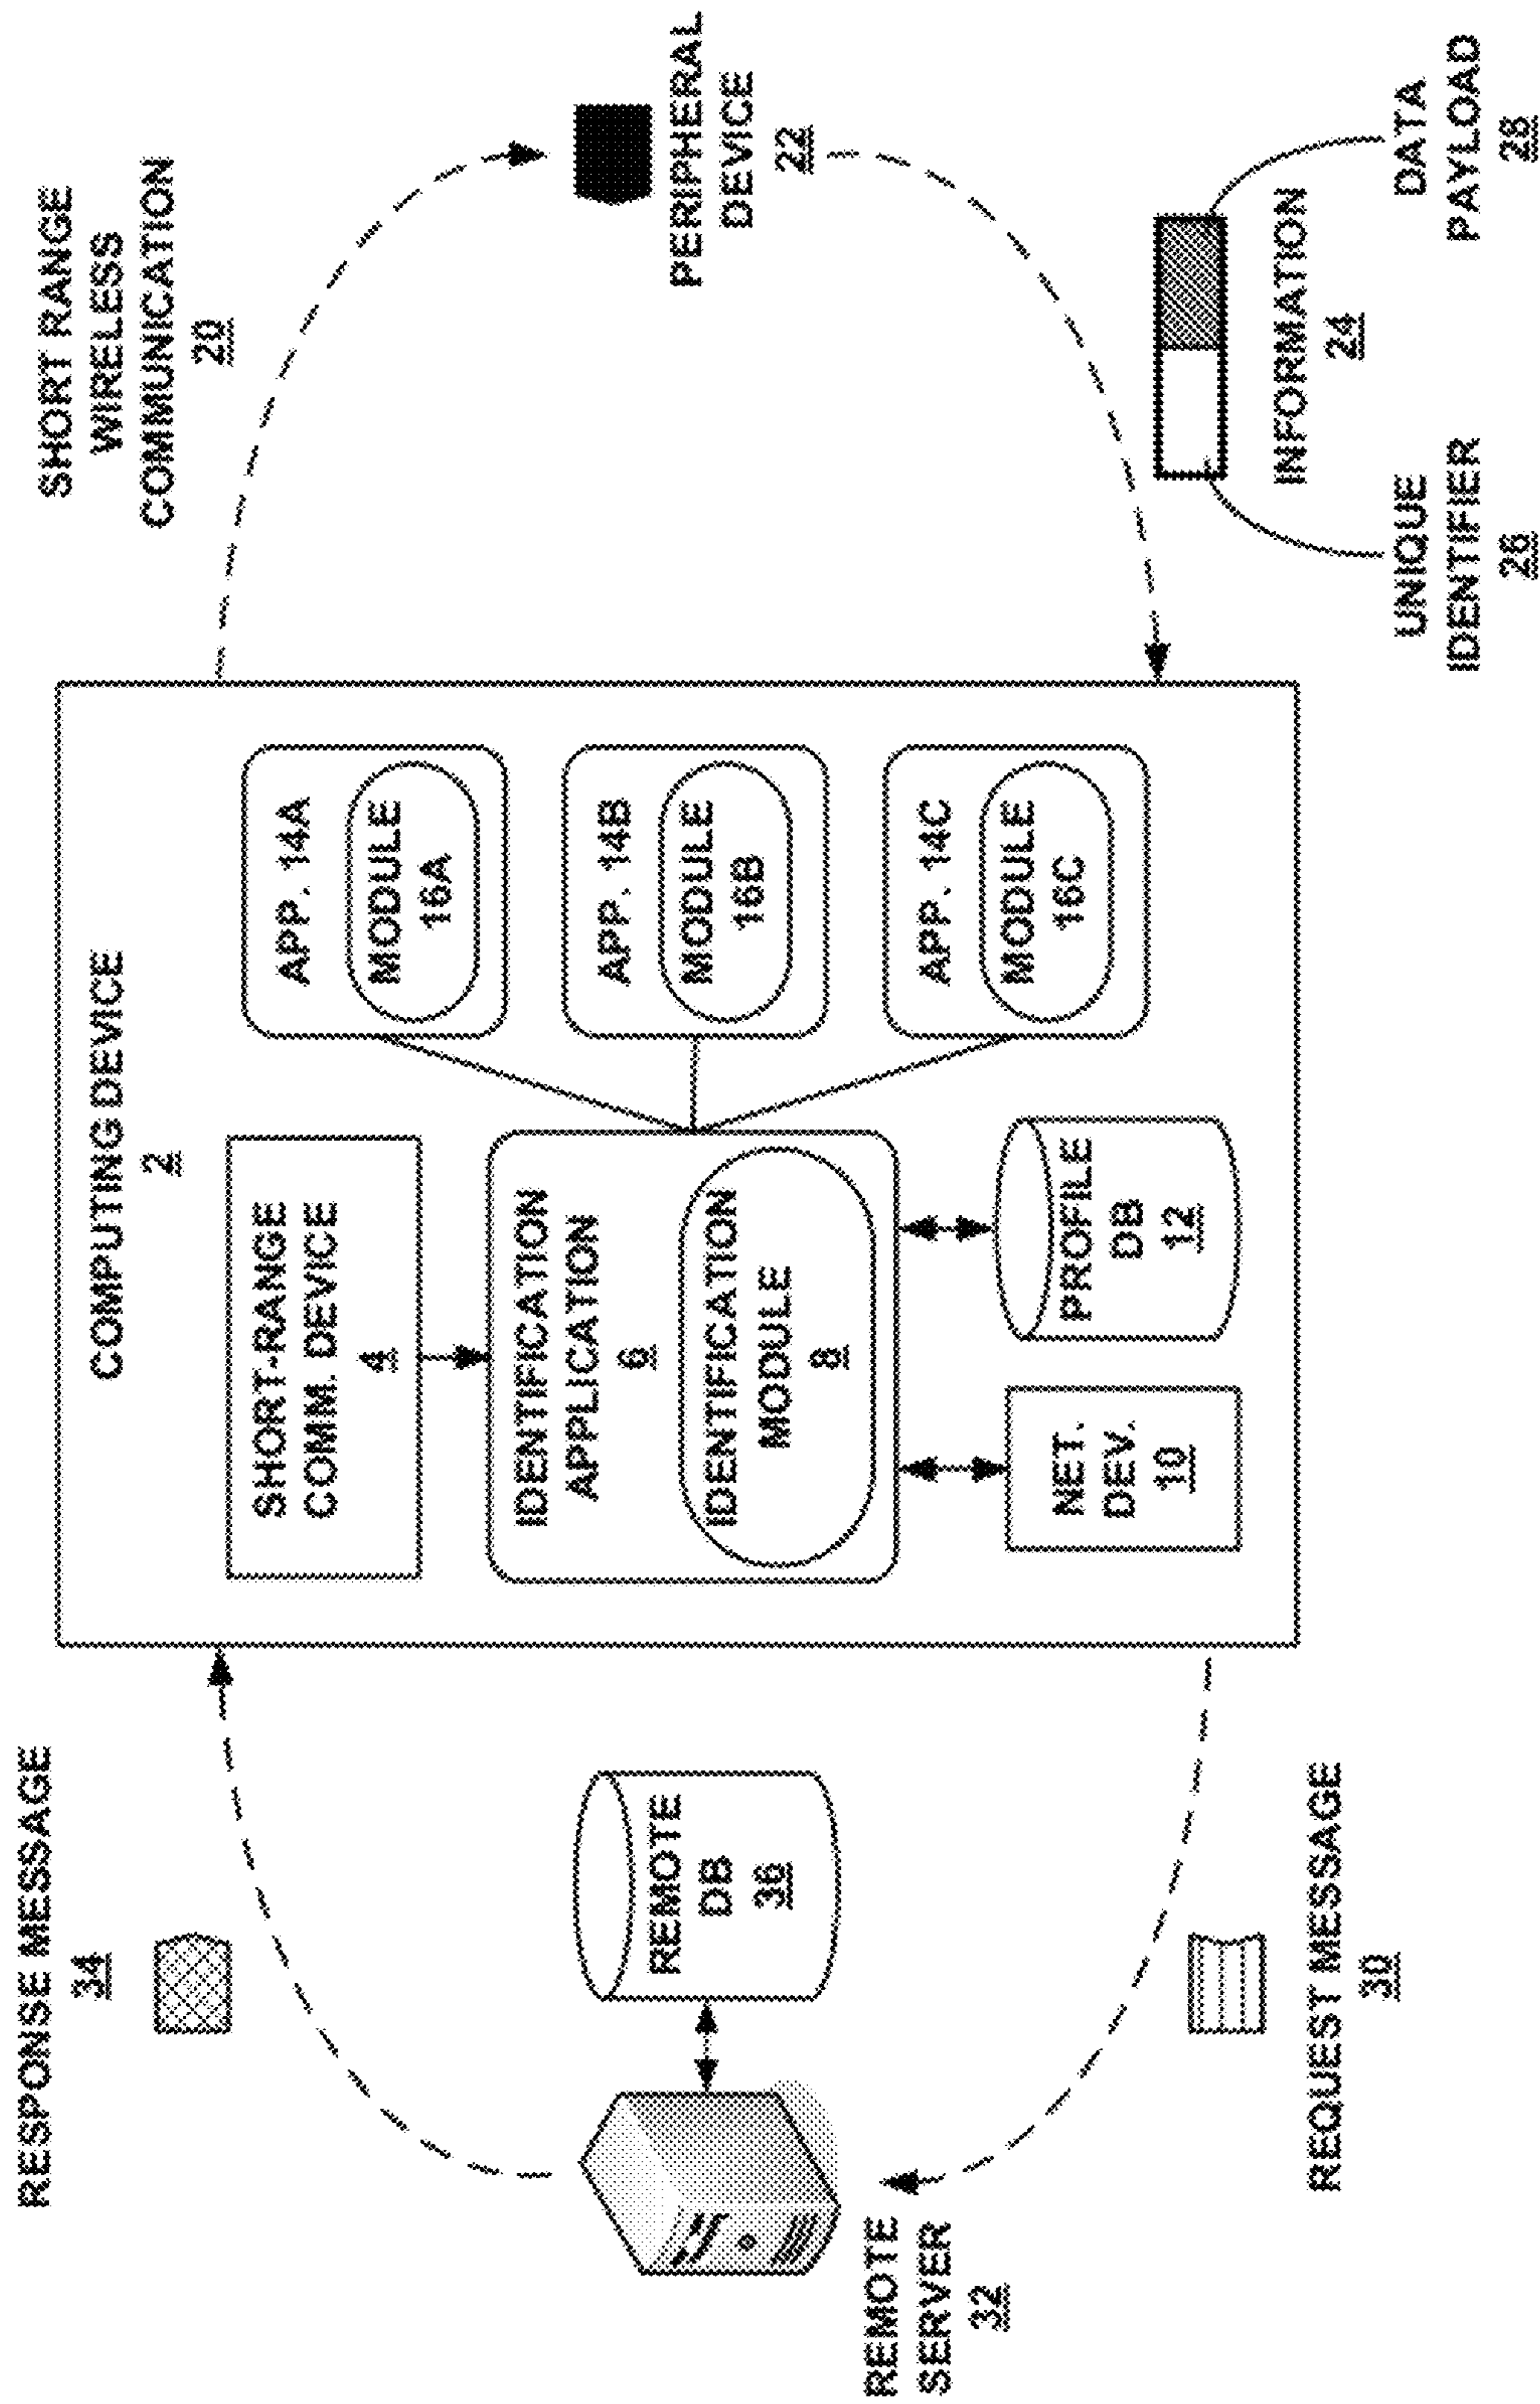 RESPONSE MESSAGE
34
REMOTE
DB
36
REMOTE
SERVER
32
REQUEST MESSAGE
30
COMPUTING DEVICE
2
SHORT-RANGE
COMM. DEVICE
4
IDENTIFICATION
APPLICATION
6
IDENTIFICATION
MODULE
8
NET.
DEV.
10
PROFILE
DB
12
APP. 14A
MODULE
16A
APP. 14B
MODULE
16B
APP. 14C
MODULE
16C
SHORT RANGE
WIRELESS
COMMUNICATION
20
PERIPHERAL
DEVICE
22
INFORMATION
24
UNIQUE
IDENTIFIER
26
DATA
PAYLOAD
28